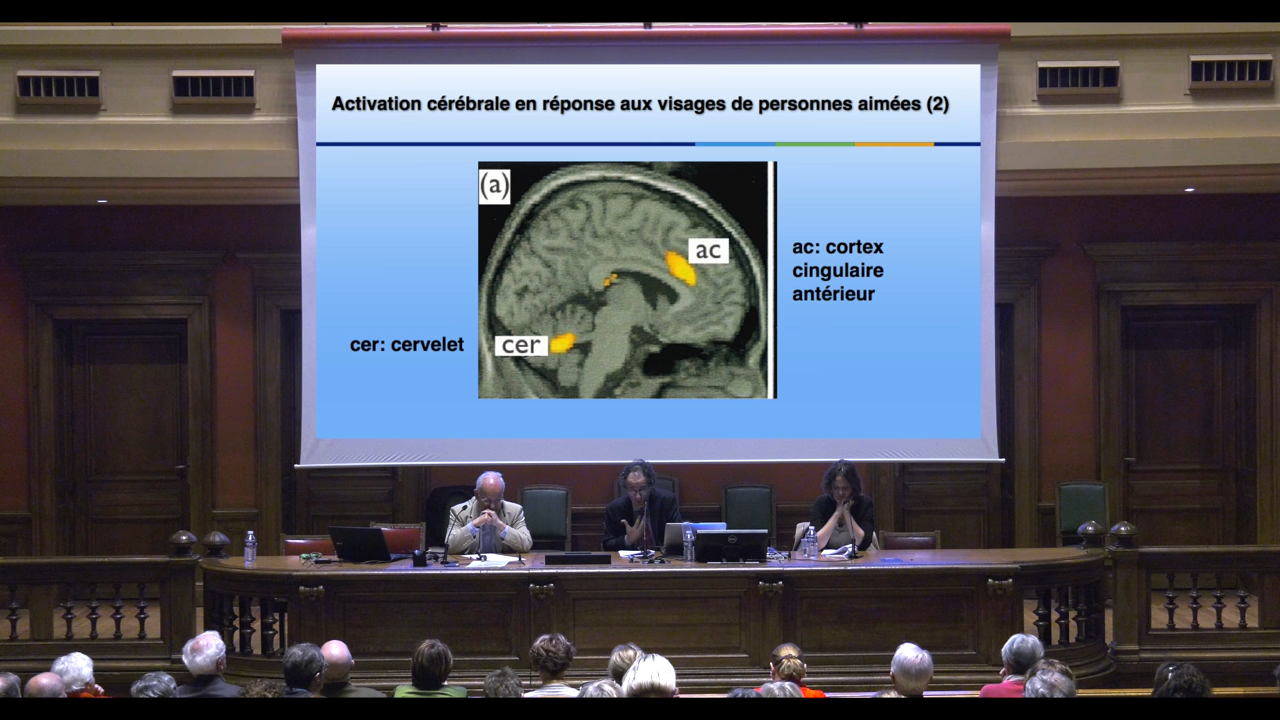 Activation cérébrale en réponse aux visages de personnes aimées (2)
(a)
ac
ac: cortex
cingulaire
antérieur
cer: cervelet
cer